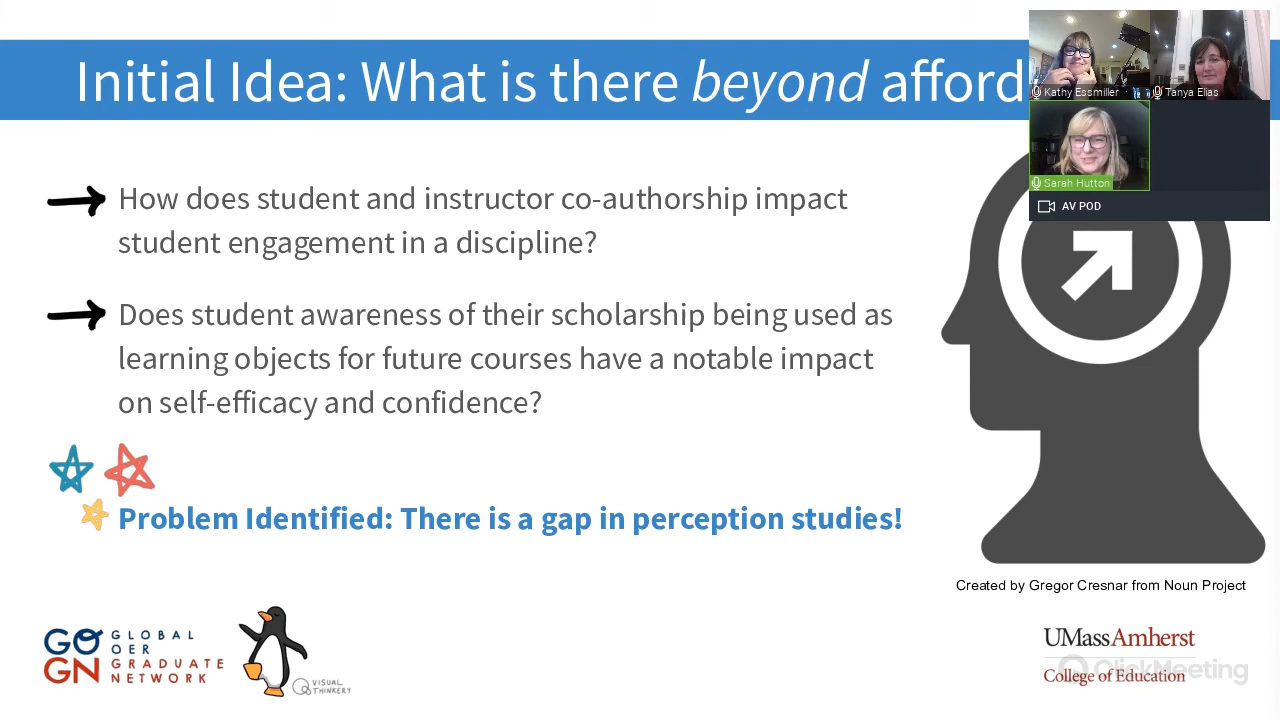 Initial Idea: What is there beyond afford
Kathy Essmiller
Tanya Elias
Sarah Hutton
AV POD
How does student and instructor co-authorship impact
student engagement in a discipline?
Does student awareness of their scholarship being used as
learning objects for future courses have a notable impact
on self-efficacy and confidence?
Problem Identified: There is a gap in perception studies!
Created by Gregor Cresnar from Noun Project
GO
GN
GLOBAL
OER
GRADUATE
NETWORK
VISUAL
THINKERY
UMassAmherst
College of Education
ClickMeeting